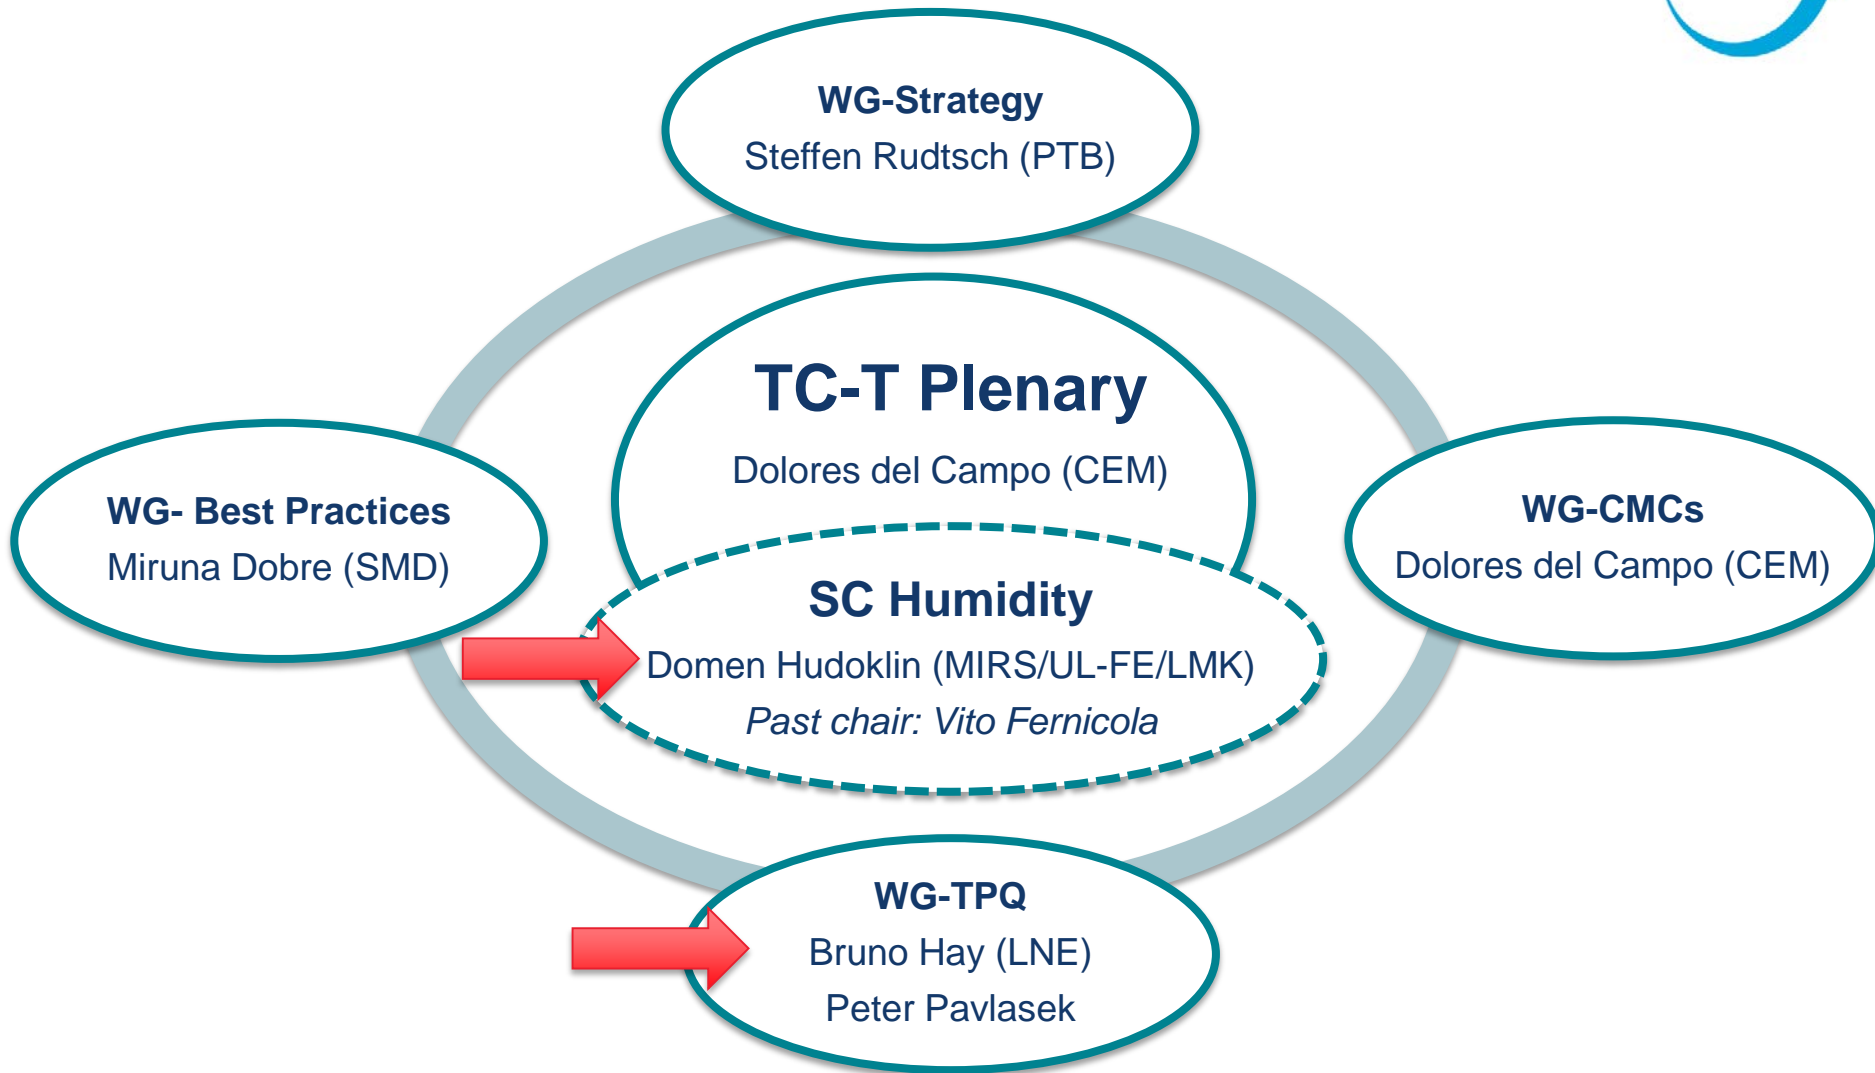 WG-Strategy
Steffen Rudtsch (PTB)
TC-T Plenary
Dolores del Campo (CEM)
WG- Best Practices
Miruna Dobre (SMD)
WG-CMCs
Dolores del Campo (CEM)
SC Humidity
Domen Hudoklin (MIRS/UL-FE/LMK)
Past chair: Vito Fernicola
WG-TPQ
Bruno Hay (LNE)
Peter Pavlasek